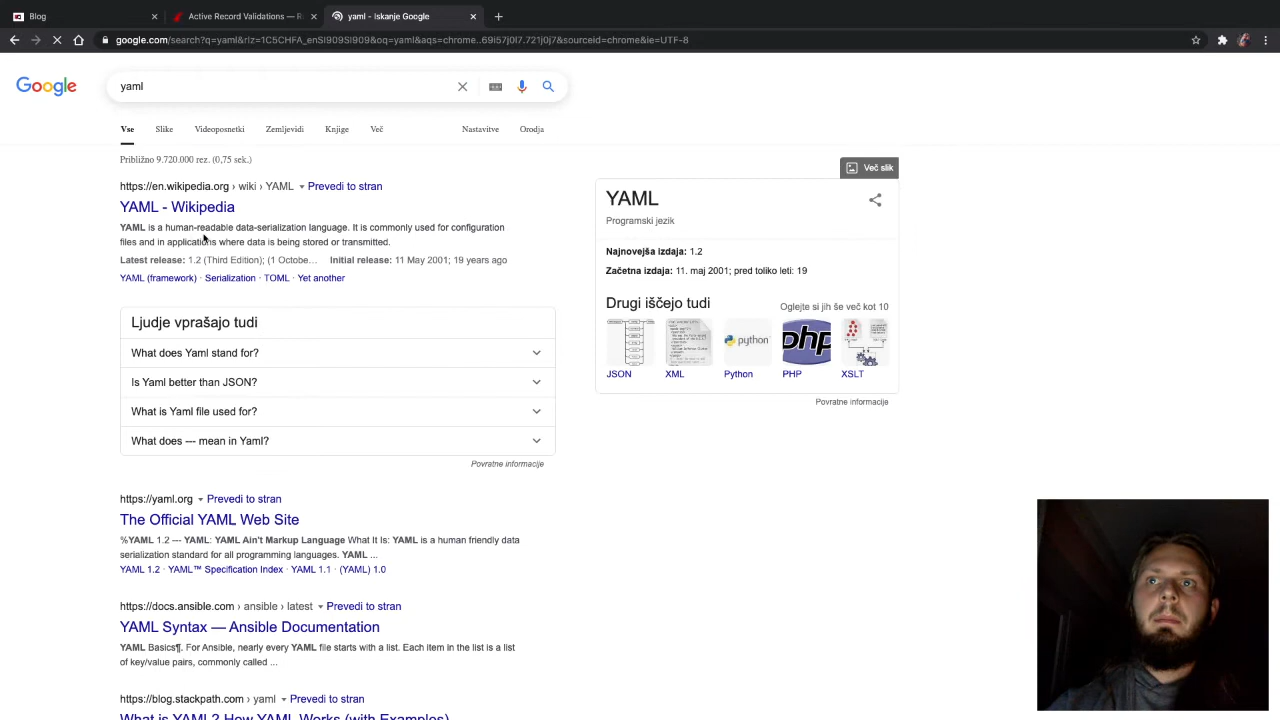 Blog
Active Record Validations — R
yaml - Iskanje Google
google.com/search?q=yaml&rlz=1C5CHFA_enSI909SI909&oq=yaml&aqs=chrome..69i57j0l7.721j0j7&sourceid=chrome&ie=UTF-8
Google
yaml
Vse
Slike
Videoposnetki
Zemljevidi
Knjige
Več
Nastavitve
Orodja
Približno 9.720.000 rez. (0,75 sek.)
https://en.wikipedia.org › wiki › YAML Prevedi to stran
YAML - Wikipedia
YAML is a human-readable data-serialization language. It is commonly used for configuration
files and in applications where data is being stored or transmitted.
Latest release: 1.2 (Third Edition); (1 Octobe... Initial release: 11 May 2001; 19 years ago
YAML (framework) · Serialization · TOML · Yet another
Ljudje vprašajo tudi
What does Yaml stand for?
Is Yaml better than JSON?
What is Yaml file used for?
What does --- mean in Yaml?
Povratne informacije
https://yaml.org Prevedi to stran
The Official YAML Web Site
%YAML 1.2 --- YAML: YAML Ain't Markup Language What It Is: YAML is a human friendly data
serialization standard for all programming languages. YAML ...
YAML 1.2 · YAML™ Specification Index · YAML 1.1 · (YAML) 1.0
https://docs.ansible.com › ansible › latest Prevedi to stran
YAML Syntax — Ansible Documentation
YAML Basics¶. For Ansible, nearly every YAML file starts with a list. Each item in the list is a list
of key/value pairs, commonly called ...
https://blog.stackpath.com › yaml Prevedi to stran
What is YAML? How YAML Works (with Examples)
Več slik
YAML
Programski jezik
Najnovejša izdaja: 1.2
Začetna izdaja: 11. maj 2001; pred toliko leti: 19
Drugi iščejo tudi
Oglejte si jih še več kot 10
python
php
JSON
XML
Python
PHP
XSLT
Povratne informacije